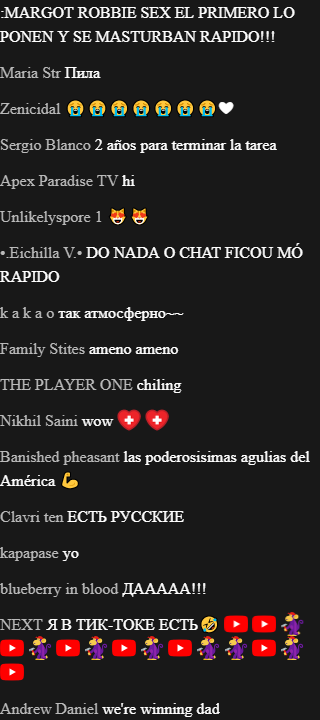 :MARGOT ROBBIE SEX EL PRIMERO LO
PONEN Y SE MASTURBAN RAPIDO!!!
Maria Str Пила
Zenicidal 😭😭😭😭😭😭😭🤍
Sergio Blanco 2 años para terminar la tarea
Apex Paradise TV hi
Unlikelyspore 1 😻😻
•.Eichilla V.• DO NADA O CHAT FICOU MÓ
RAPIDO
k a k a o так атмосферно~~
Family Stites ameno ameno
THE PLAYER ONE chiling
Nikhil Saini wow
Banished pheasant las poderosisimas agulias del
América 💪
Clavri ten ЕСТЬ РУССКИЕ
kapapase yo
blueberry in blood ДААААА!!!
NEXT Я В ТИК-ТОКЕ ЕСТЬ🤣
Andrew Daniel we're winning dad